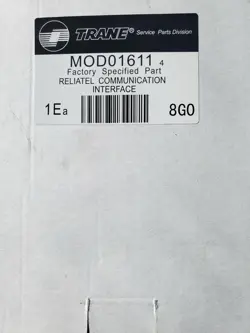 TRANE® Service Parts Division
MOD01611 4
Factory Specified Part
RELIATEL COMMUNICATION
INTERFACE
1Ea 8G0